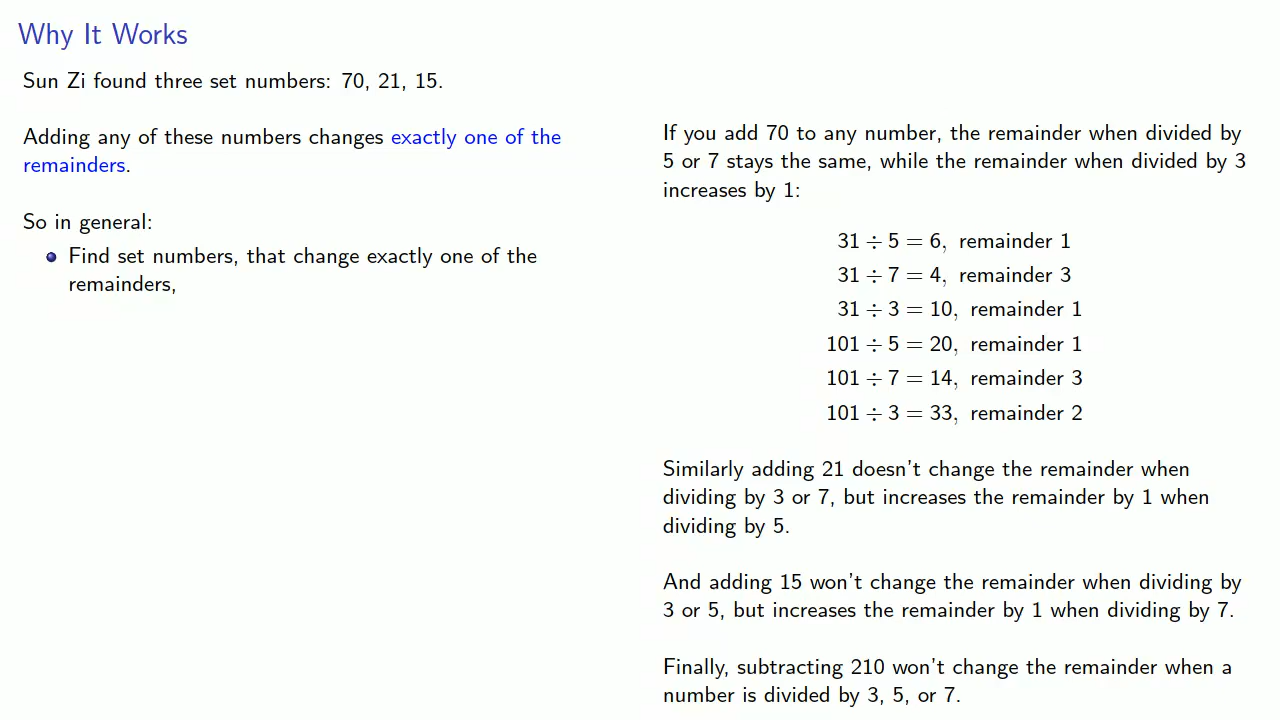 Why It Works
Sun Zi found three set numbers: 70, 21, 15.
Adding any of these numbers changes exactly one of the
remainders.
So in general:
Find set numbers, that change exactly one of the
remainders,
If you add 70 to any number, the remainder when divided by
5 or 7 stays the same, while the remainder when divided by 3
increases by 1:
31 ÷ 5 = 6, remainder 1
31 ÷ 7 = 4, remainder 3
31 ÷ 3 = 10, remainder 1
101 ÷ 5 = 20, remainder 1
101 ÷ 7 = 14, remainder 3
101 ÷ 3 = 33, remainder 2
Similarly adding 21 doesn't change the remainder when
dividing by 3 or 7, but increases the remainder by 1 when
dividing by 5.
And adding 15 won't change the remainder when dividing by
3 or 5, but increases the remainder by 1 when dividing by 7.
Finally, subtracting 210 won't change the remainder when a
number is divided by 3, 5, or 7.